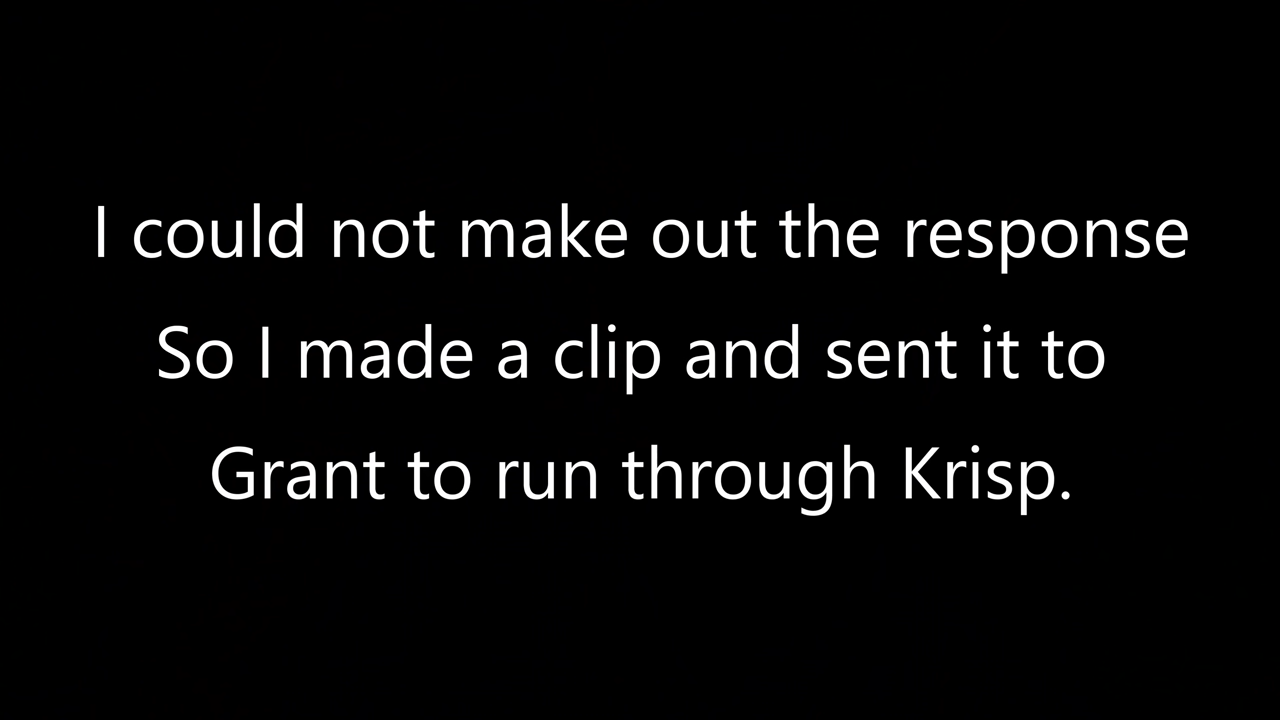 I could not make out the response
So I made a clip and sent it to
Grant to run through Krisp.